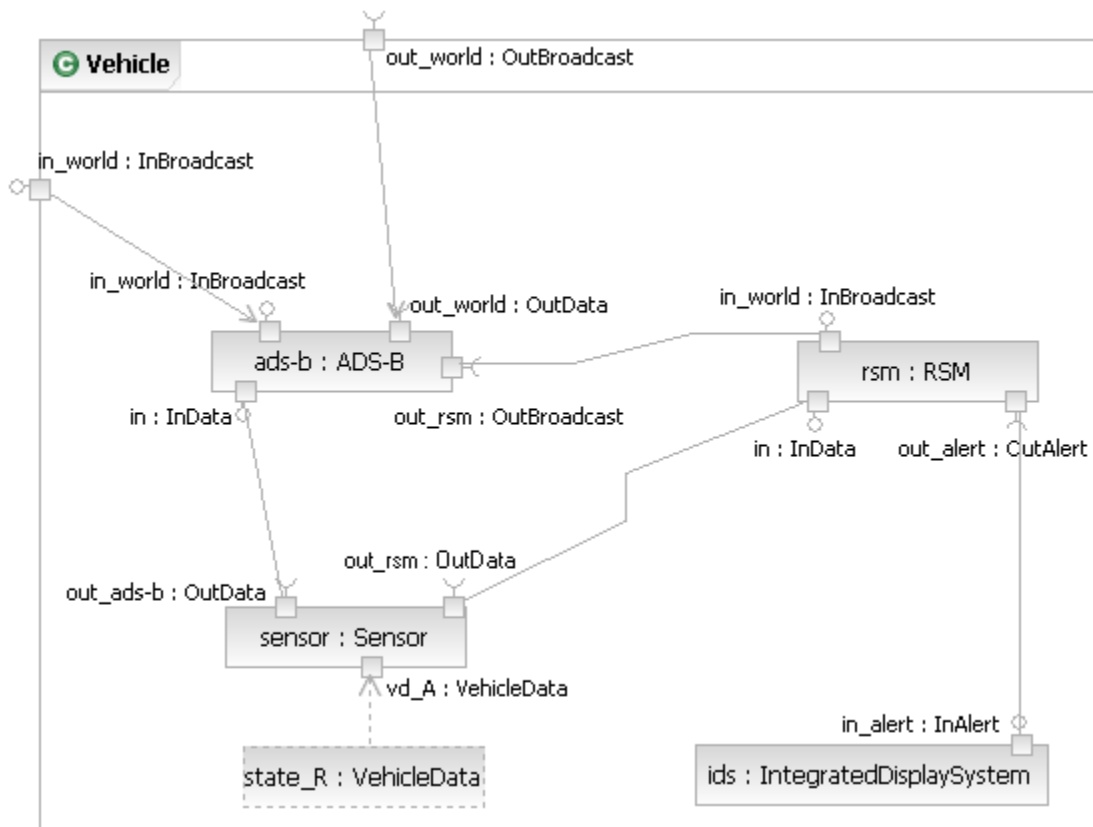 out_world : OutBroadcast
Vehicle
in_world : InBroadcast
in_world : InBroadcast
out_world : OutData
in_world : InBroadcast
ads-b : ADS-B
rsm : RSM
in : InData
out_rsm : OutBroadcast
in : InData
out_alert : OutAlert
out_rsm : OutData
out_ads-b : OutData
sensor : Sensor
vd_A : VehicleData
in_alert : InAlert
state_R : VehicleData
ids : IntegratedDisplaySystem